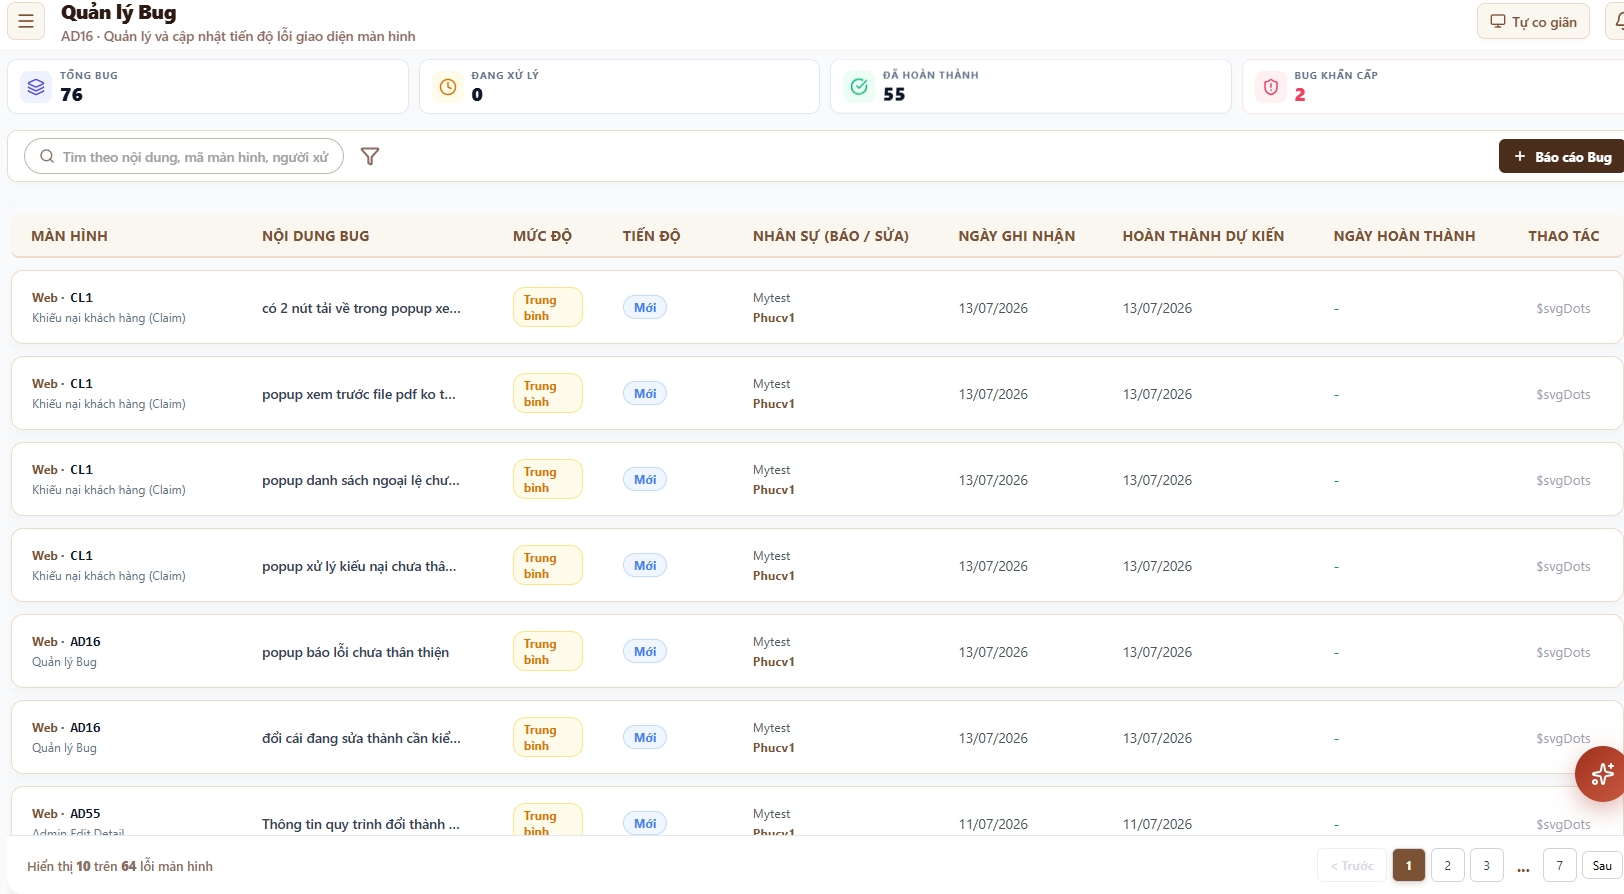 Quản lý Bug
AD16 · Quản lý và cập nhật tiến độ lỗi giao diện màn hình
Tự co giãn
TỔNG BUG
76
ĐANG XỬ LÝ
0
ĐÃ HOÀN THÀNH
55
BUG KHẨN CẤP
2
Tìm theo nội dung, mã màn hình, người xử
+ Báo cáo Bug
MÀN HÌNH NỘI DUNG BUG MỨC ĐỘ TIẾN ĐỘ NHÂN SỰ (BÁO / SỬA) NGÀY GHI NHẬN HOÀN THÀNH DỰ KIẾN NGÀY HOÀN THÀNH THAO TÁC
Web · CL1
Khiếu nại khách hàng (Claim)
có 2 nút tải về trong popup xe...
Trung
bình
Mới
Mytest
Phucv1
13/07/2026
13/07/2026
-
$svgDots
Web · CL1
Khiếu nại khách hàng (Claim)
popup xem trước file pdf ko t...
Trung
bình
Mới
Mytest
Phucv1
13/07/2026
13/07/2026
-
$svgDots
Web · CL1
Khiếu nại khách hàng (Claim)
popup danh sách ngoại lệ chư...
Trung
bình
Mới
Mytest
Phucv1
13/07/2026
13/07/2026
-
$svgDots
Web · CL1
Khiếu nại khách hàng (Claim)
popup xử lý kiếu nại chưa thâ...
Trung
bình
Mới
Mytest
Phucv1
13/07/2026
13/07/2026
-
$svgDots
Web · AD16
Quản lý Bug
popup báo lỗi chưa thân thiện
Trung
bình
Mới
Mytest
Phucv1
13/07/2026
13/07/2026
-
$svgDots
Web · AD16
Quản lý Bug
đổi cái đang sửa thành cần kiể...
Trung
bình
Mới
Mytest
Phucv1
13/07/2026
13/07/2026
-
$svgDots
Web · AD55
Admin Edit Detail
Thông tin quy trình đổi thành ...
Trung
bình
Mới
Mytest
Phucv1
11/07/2026
11/07/2026
-
$svgDots
Hiển thị 10 trên 64 lỗi màn hình
< Trước 1 2 3 ... 7 Sau